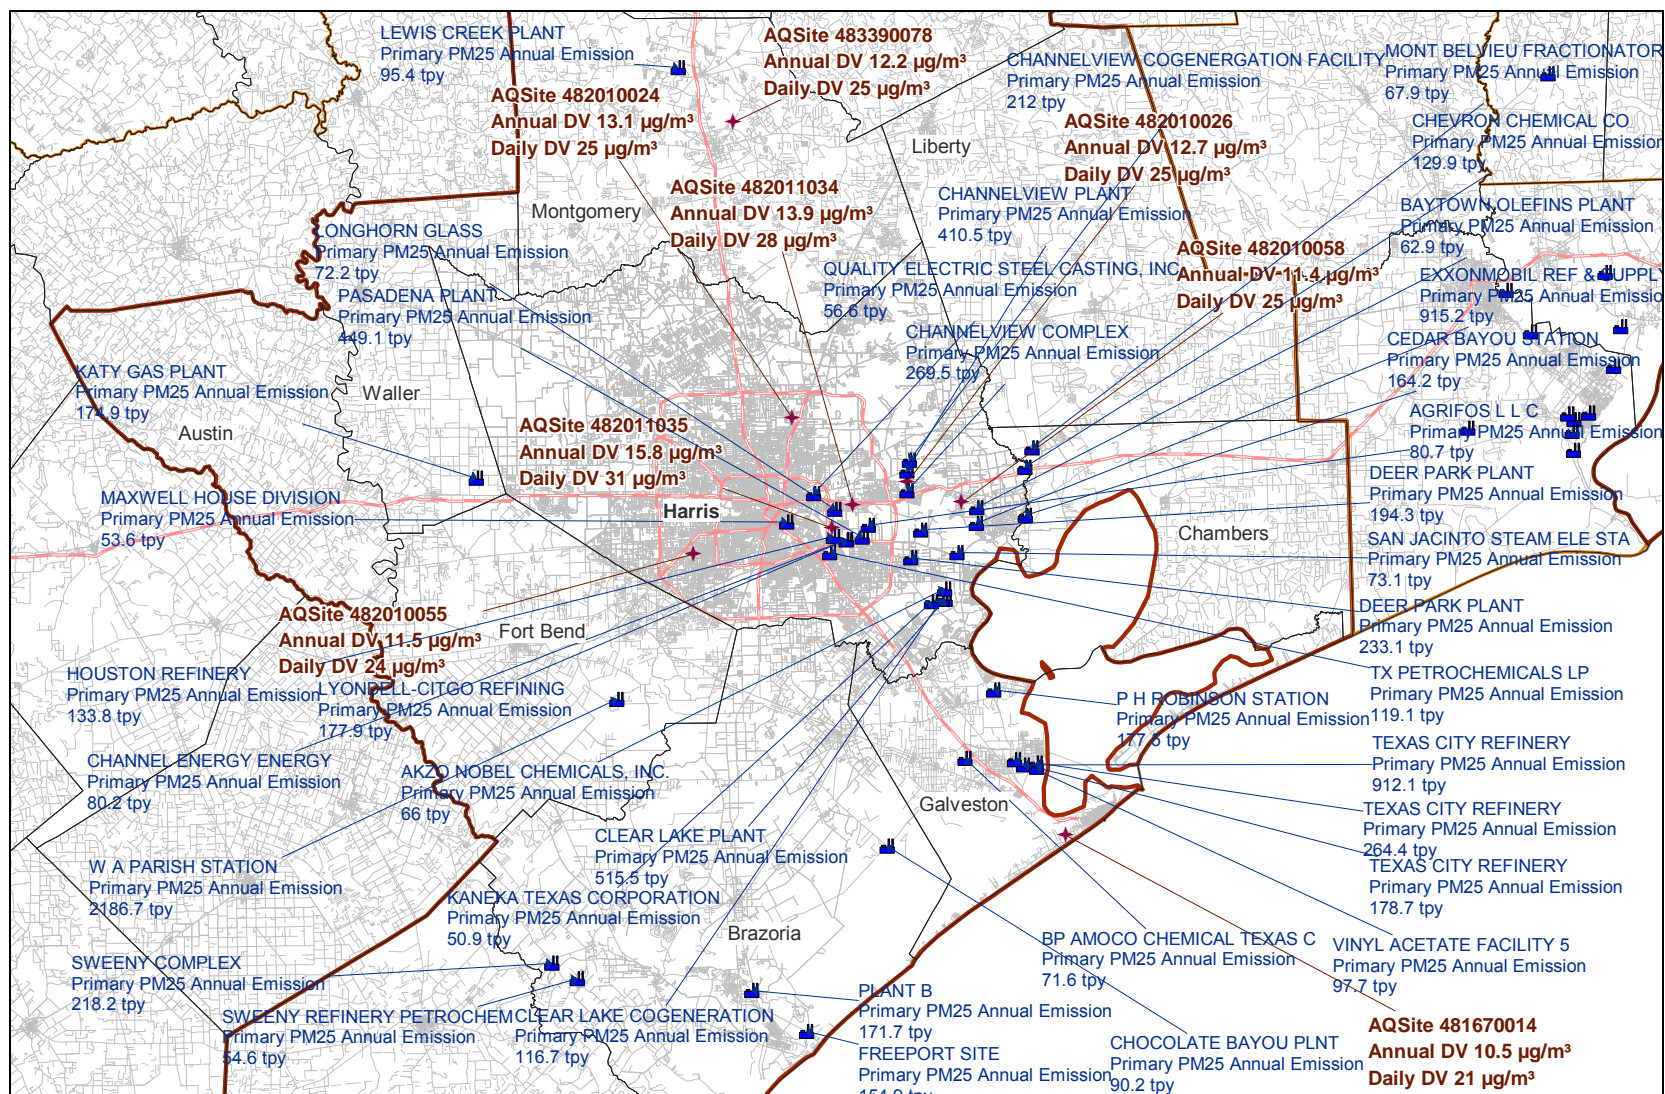 LEWIS CREEK PLANT
Primary PM25 Annual Emission
95.4 tpy
AQSite 483390078
Annual DV 12.2 µg/m³
Daily DV 25 µg/m³
CHANNELVIEW COGENERGATION FACILITY
Primary PM25 Annual Emission
212 tpy
MONT BELVIEU FRACTIONATOR
Primary PM25 Annual Emission
67.9 tpy
AQSite 482010024
Annual DV 13.1 µg/m³
Daily DV 25 µg/m³
AQSite 482010026
Annual DV 12.7 µg/m³
Daily DV 25 µg/m³
CHEVRON CHEMICAL CO
Primary PM25 Annual Emission
129.9 tpy
Liberty
AQSite 482011034
Annual DV 13.9 µg/m³
Daily DV 28 µg/m³
CHANNELVIEW PLANT
Primary PM25 Annual Emission
410.5 tpy
BAYTOWN OLEFINS PLANT
Primary PM25 Annual Emission
62.9 tpy
Montgomery
LONGHORN GLASS
Primary PM25 Annual Emission
72.2 tpy
AQSite 482010058
Annual DV 11.4 µg/m³
Daily DV 25 µg/m³
QUALITY ELECTRIC STEEL CASTING, INC
Primary PM25 Annual Emission
56.6 tpy
EXXONMOBIL REF & SUPPLY
Primary PM25 Annual Emissio
915.2 tpy
PASADENA PLANT
Primary PM25 Annual Emission
449.1 tpy
CHANNELVIEW COMPLEX
Primary PM25 Annual Emission
269.5 tpy
CEDAR BAYOU STATION
Primary PM25 Annual Emission
164.2 tpy
KATY GAS PLANT
Primary PM25 Annual Emission
174.9 tpy
Waller
Austin
AQSite 482011035
Annual DV 15.8 µg/m³
Daily DV 31 µg/m³
AGRIFOS L L C
Primary PM25 Annual Emission
80.7 tpy
DEER PARK PLANT
Primary PM25 Annual Emission
194.3 tpy
MAXWELL HOUSE DIVISION
Primary PM25 Annual Emission
53.6 tpy
Harris
Chambers
SAN JACINTO STEAM ELE STA
Primary PM25 Annual Emission
73.1 tpy
AQSite 482010055
Annual DV 11.5 µg/m³
Daily DV 24 µg/m³
Fort Bend
DEER PARK PLANT
Primary PM25 Annual Emission
233.1 tpy
HOUSTON REFINERY
Primary PM25 Annual Emission
133.8 tpy
LYONDELL-CITGO REFINING
Primary PM25 Annual Emission
177.9 tpy
P H ROBINSON STATION
Primary PM25 Annual Emission
177.5 tpy
TX PETROCHEMICALS LP
Primary PM25 Annual Emission
119.1 tpy
CHANNEL ENERGY ENERGY
Primary PM25 Annual Emission
80.2 tpy
AKZO NOBEL CHEMICALS, INC.
Primary PM25 Annual Emission
66 tpy
TEXAS CITY REFINERY
Primary PM25 Annual Emission
912.1 tpy
Galveston
TEXAS CITY REFINERY
Primary PM25 Annual Emission
264.4 tpy
CLEAR LAKE PLANT
Primary PM25 Annual Emission
515.5 tpy
W A PARISH STATION
Primary PM25 Annual Emission
2186.7 tpy
TEXAS CITY REFINERY
Primary PM25 Annual Emission
178.7 tpy
KANEKA TEXAS CORPORATION
Primary PM25 Annual Emission
50.9 tpy
Brazoria
BP AMOCO CHEMICAL TEXAS C
Primary PM25 Annual Emission
71.6 tpy
VINYL ACETATE FACILITY 5
Primary PM25 Annual Emission
97.7 tpy
SWEENY COMPLEX
Primary PM25 Annual Emission
218.2 tpy
PLANT B
Primary PM25 Annual Emission
171.7 tpy
SWEENY REFINERY PETROCHEM
Primary PM25 Annual Emission
54.6 tpy
CLEAR LAKE COGENERATION
Primary PM25 Annual Emission
116.7 tpy
AQSite 481670014
Annual DV 10.5 µg/m³
Daily DV 21 µg/m³
CHOCOLATE BAYOU PLNT
Primary PM25 Annual Emission
90.2 tpy
FREEPORT SITE
Primary PM25 Annual Emission